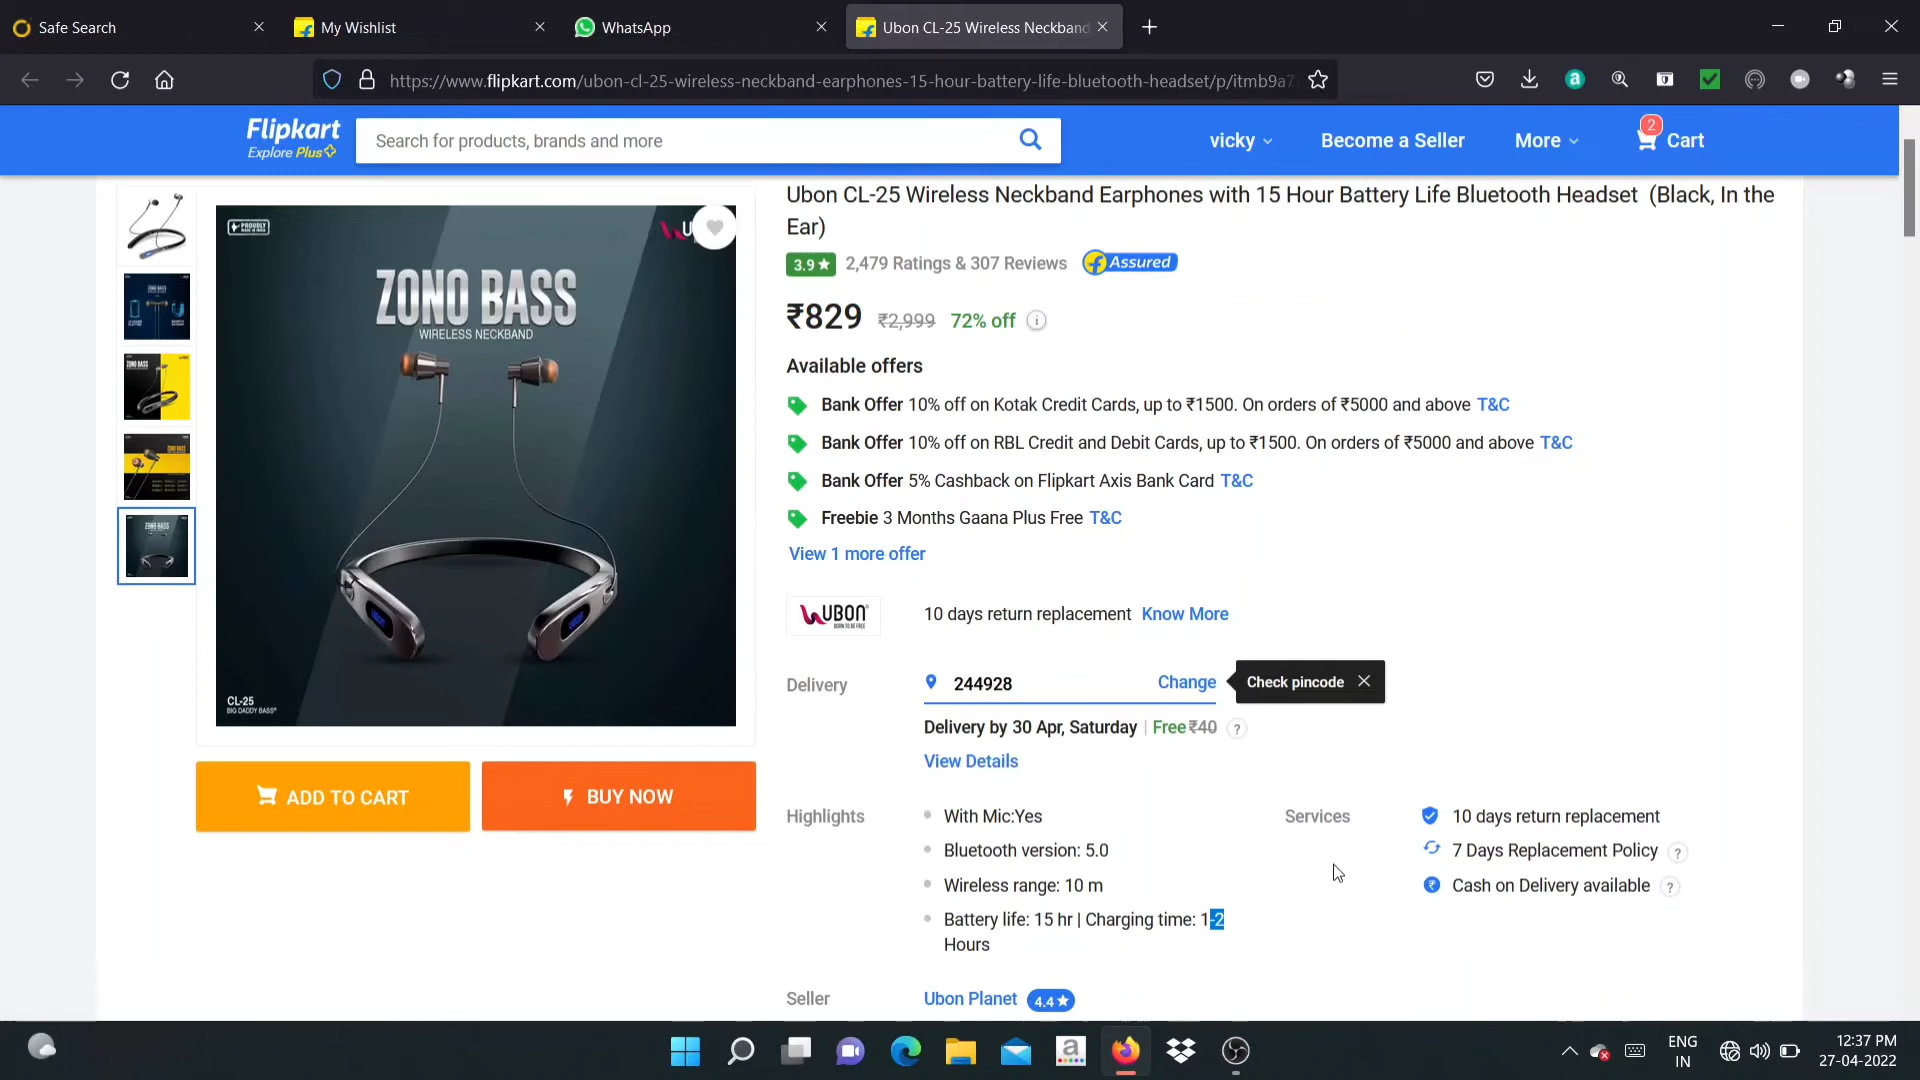 Safe Search
My Wishlist
WhatsApp
Ubon CL-25 Wireless Neckband
https://www.flipkart.com/ubon-cl-25-wireless-neckband-earphones-15-hour-battery-life-bluetooth-headset/p/itmb9a7
Flipkart
Explore Plus
Search for products, brands and more
vicky
Become a Seller
More
2
Cart
PROUDLY
ZONO BASS
WIRELESS NECKBAND
UBON
UBON
CL-25
BIG DADDY BASS
ADD TO CART
BUY NOW
Ubon CL-25 Wireless Neckband Earphones with 15 Hour Battery Life Bluetooth Headset (Black, In the
Ear)
3.9★
2,479 Ratings & 307 Reviews
Assured
₹829 ₹2,999 72% off
Available offers
Bank Offer 10% off on Kotak Credit Cards, up to ₹1500. On orders of ₹5000 and above T&C
Bank Offer 10% off on RBL Credit and Debit Cards, up to ₹1500. On orders of ₹5000 and above T&C
Bank Offer 5% Cashback on Flipkart Axis Bank Card T&C
Freebie 3 Months Gaana Plus Free T&C
View 1 more offer
UBON
BORN TO BE FREE
10 days return replacement Know More
Delivery
244928
Change
Check pincode
Delivery by 30 Apr, Saturday | Free ₹40 ?
View Details
Highlights
With Mic:Yes
Bluetooth version: 5.0
Wireless range: 10 m
Battery life: 15 hr | Charging time: 1-2
Hours
Services
10 days return replacement
7 Days Replacement Policy ?
Cash on Delivery available ?
Seller
Ubon Planet 4.4★
ENG
IN
12:37 PM
27-04-2022